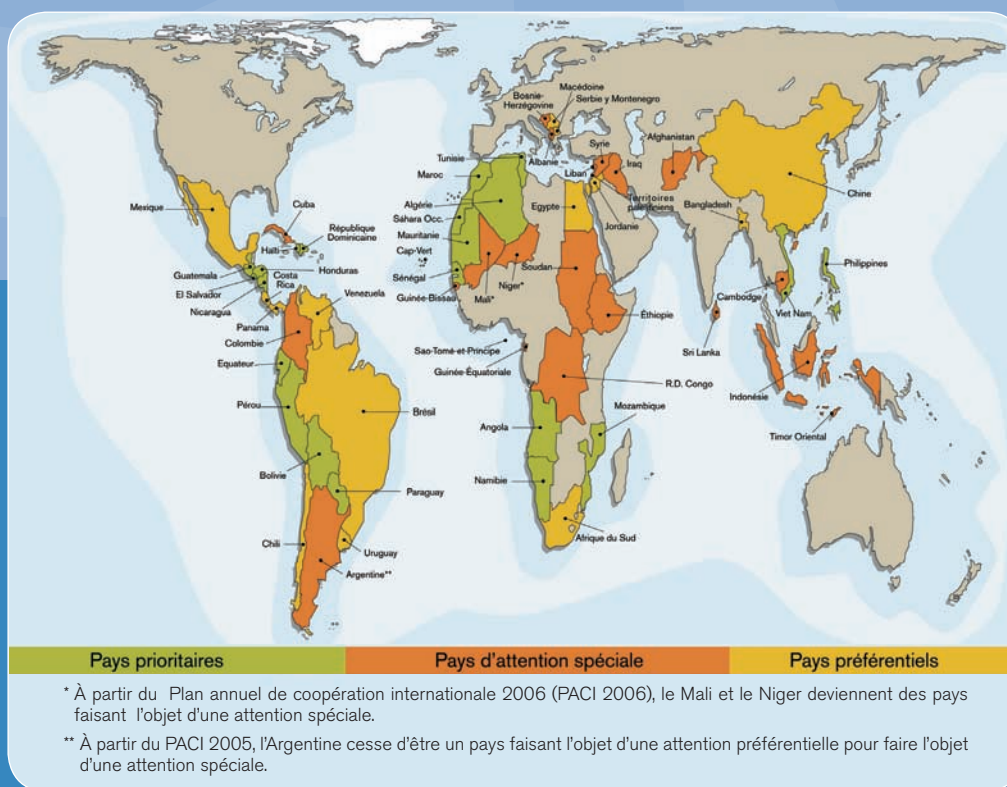 Macédoine
Bosnie-
Herzégovine
Serbie y Montenegro
Afghanistan
Syrie
Tunisie
Albanie
Iraq
Maroc
Liban
Chine
Territoires
palestiniens
Mexique
Cuba
Algérie
Egypte
Bangladesh
Sáhara Occ.
République
Dominicaine
Jordanie
Mauritanie
Haïti
Cap-Vert
Soudan
Philippines
Guatemala
Honduras
Costa
Rica
Sénégal
Niger*
El Salvador
Venezuela
Guinée-Bissau
Mali*
Cambodge
Nicaragua
Éthiopie
Viet Nam
Panama
Colombie
Sao-Tomé-et-Principe
Sri Lanka
Equateur
Guinée-Équatoriale
R.D. Congo
Indonésie
Pérou
Brésil
Mozambique
Angola
Timor Oriental
Bolivie
Namibie
Paraguay
Chili
Afrique du Sud
Uruguay
Argentine**
Pays prioritaires
Pays d'attention spéciale
Pays préférentiels
* À partir du Plan annuel de coopération internationale 2006 (PACI 2006), le Mali et le Niger deviennent des pays
faisant l'objet d'une attention spéciale.
** À partir du PACI 2005, l'Argentine cesse d'être un pays faisant l'objet d'une attention préférentielle pour faire l'objet
d'une attention spéciale.